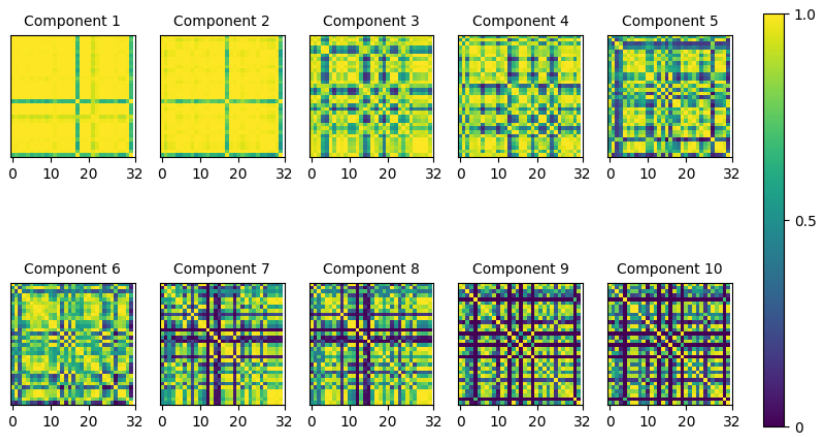 Component 1 Component 2 Component 3 Component 4 Component 5 1.0
0 10 20 32 0 10 20 32 0 10 20 32 0 10 20 32 0 10 20 32
0.5
Component 6 Component 7 Component 8 Component 9 Component 10
0 10 20 32 0 10 20 32 0 10 20 32 0 10 20 32 0 10 20 32 0